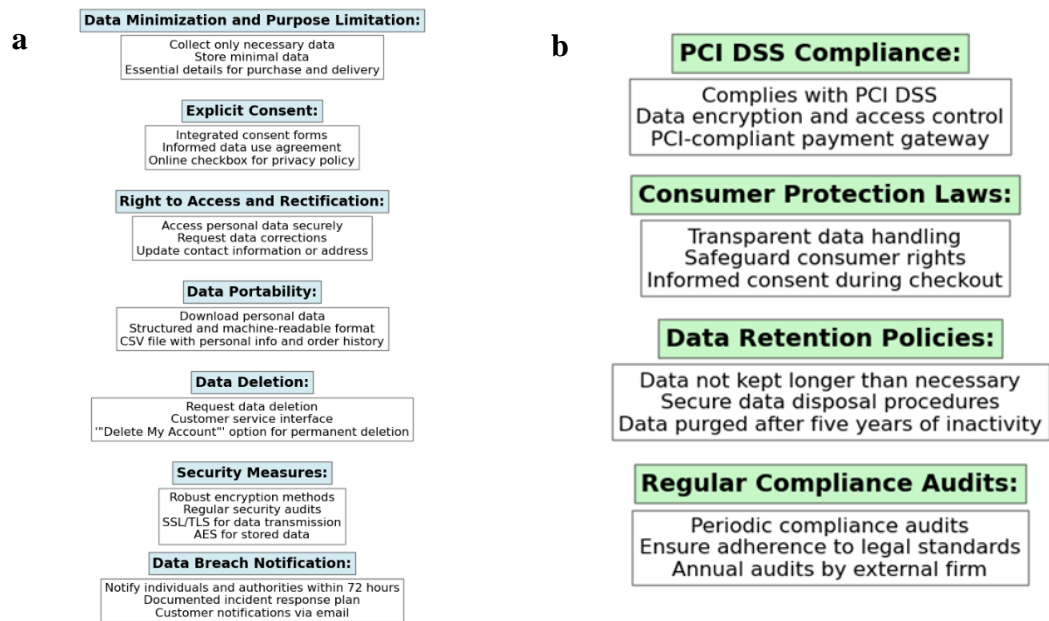 a
Data Minimization and Purpose Limitation:
Collect only necessary data
Store minimal data
Essential details for purchase and delivery
Explicit Consent:
Integrated consent forms
Informed data use agreement
Online checkbox for privacy policy
Right to Access and Rectification:
Access personal data securely
Request data corrections
Update contact information or address
Data Portability:
Download personal data
Structured and machine-readable format
CSV file with personal info and order history
Data Deletion:
Request data deletion
Customer service interface
'"Delete My Account"' option for permanent deletion
Security Measures:
Robust encryption methods
Regular security audits
SSL/TLS for data transmission
AES for stored data
Data Breach Notification:
Notify individuals and authorities within 72 hours
Documented incident response plan
Customer notifications via email
b
PCI DSS Compliance:
Complies with PCI DSS
Data encryption and access control
PCI-compliant payment gateway
Consumer Protection Laws:
Transparent data handling
Safeguard consumer rights
Informed consent during checkout
Data Retention Policies:
Data not kept longer than necessary
Secure data disposal procedures
Data purged after five years of inactivity
Regular Compliance Audits:
Periodic compliance audits
Ensure adherence to legal standards
Annual audits by external firm